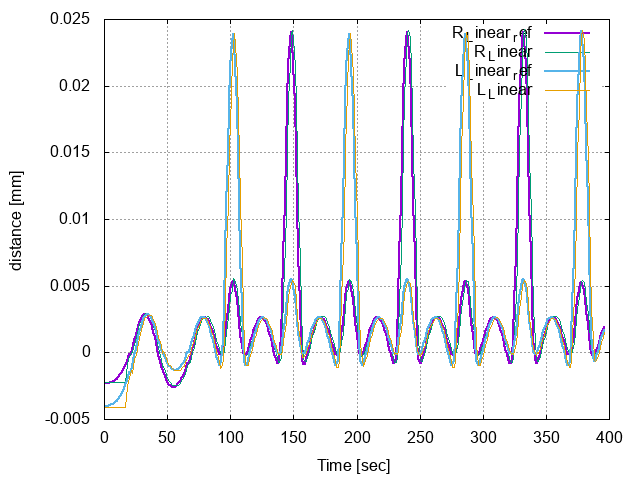 0.025
0.02
0.015
0.01
0.005
0
-0.005
0 50 100 150 200 250 300 350 400
distance [mm]
Time [sec]
R_Linear_ref
R_Linear
L_Linear_ref
L_Linear